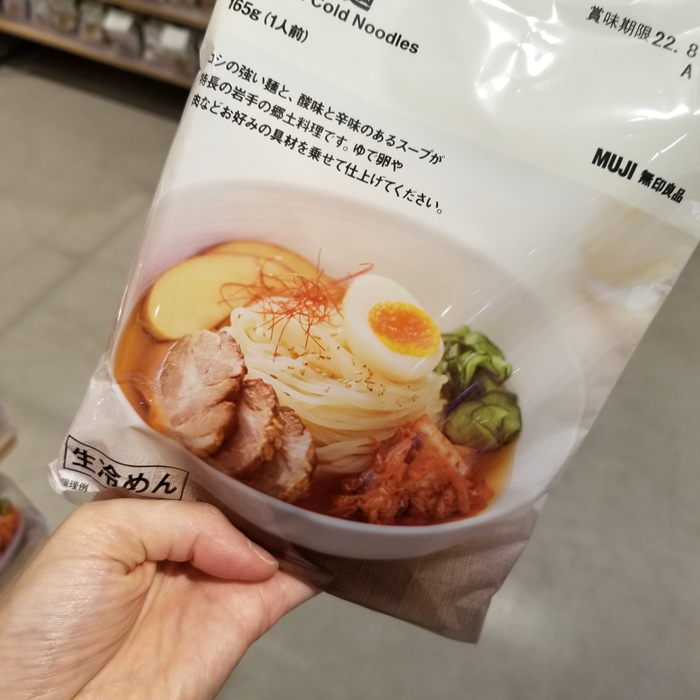 Cold Noodles
165g (1人前)
コシの強い麺と、酸味と辛味のあるスープが
特長の岩手の郷土料理です。ゆで卵や
肉などお好みの具材を乗せて仕上げてください。
賞味期限 22. 8
A
MUJI 無印良品
生冷めん
調理例